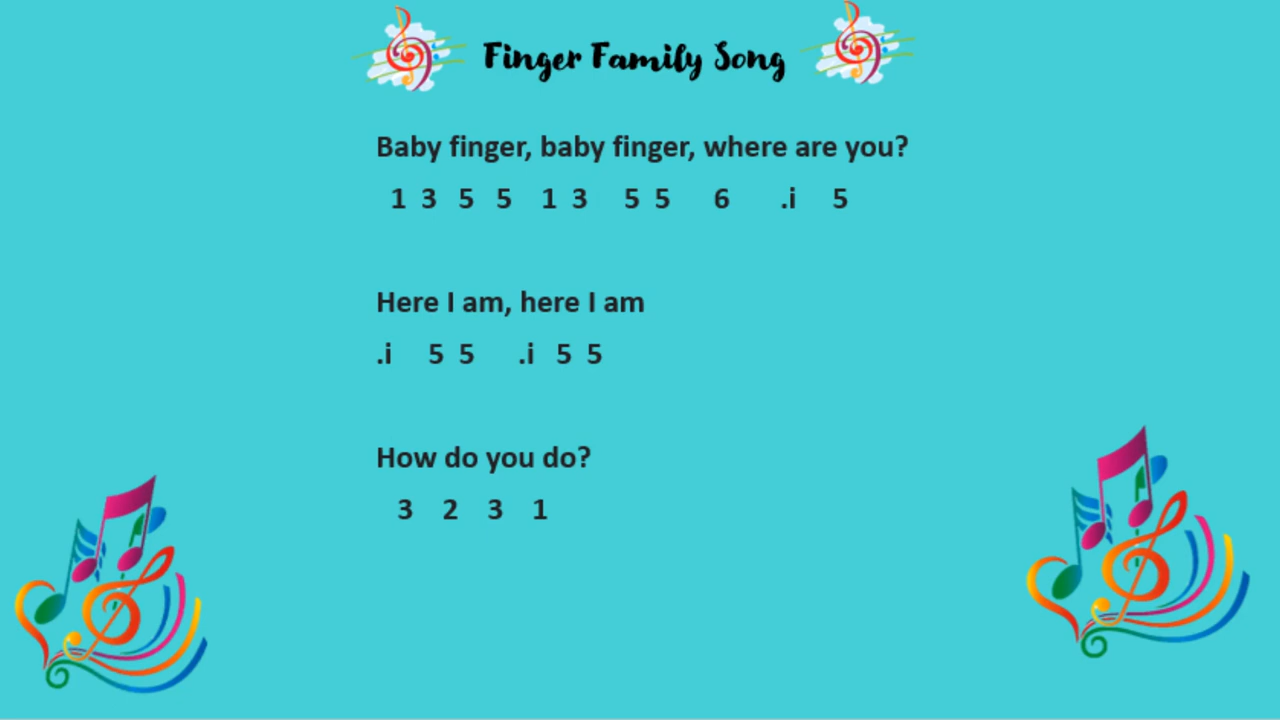 Finger Family Song
Baby finger, baby finger, where are you?
1 3 5 5 1 3 5 5 6 .i 5
Here I am, here I am
.i 5 5 .i 5 5
How do you do?
3 2 3 1